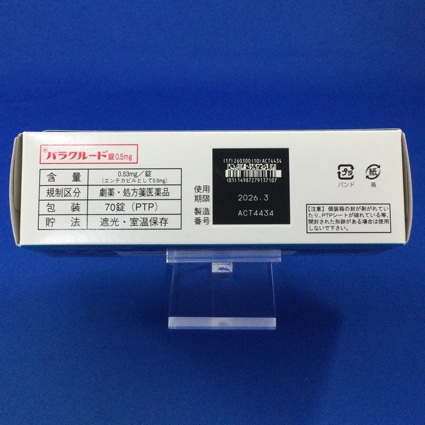 バラクルード錠0.5mg
含量 0.53mg/錠
(エンテカビルとして0.5mg)
規制区分 劇薬・処方箋医薬品
包装 70錠(PTP)
貯法 遮光・室温保存
(17)260300(10)ACT4434
(01)14987279137107
使用期限 2026.3
製造番号 ACT4434
プラ 紙
バンド 箱
【注意】個装箱の封が剥がれてい
たり、PTPシートが破れている等、
開封された形跡がある場合は使用
しないで下さい。